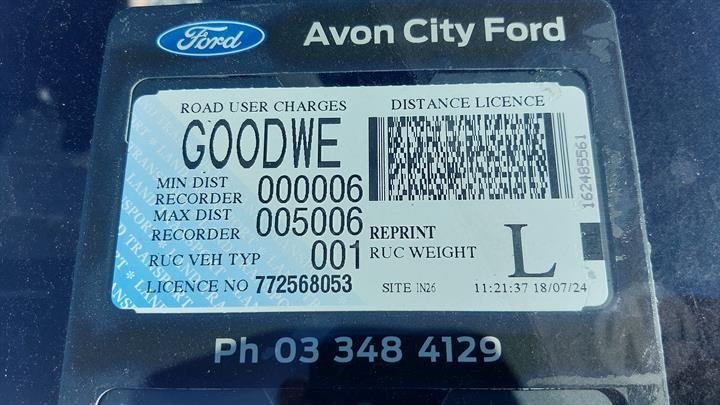 Ford Avon City Ford
ROAD USER CHARGES DISTANCE LICENCE
GOODWE
MIN DIST
RECORDER 000006
MAX DIST
RECORDER 005006
REPRINT
RUC VEH TYP 001
RUC WEIGHT L
LICENCE NO 772568053
SITE IN26 11:21:37 18/07/24
162485561
Ph 03 348 4129